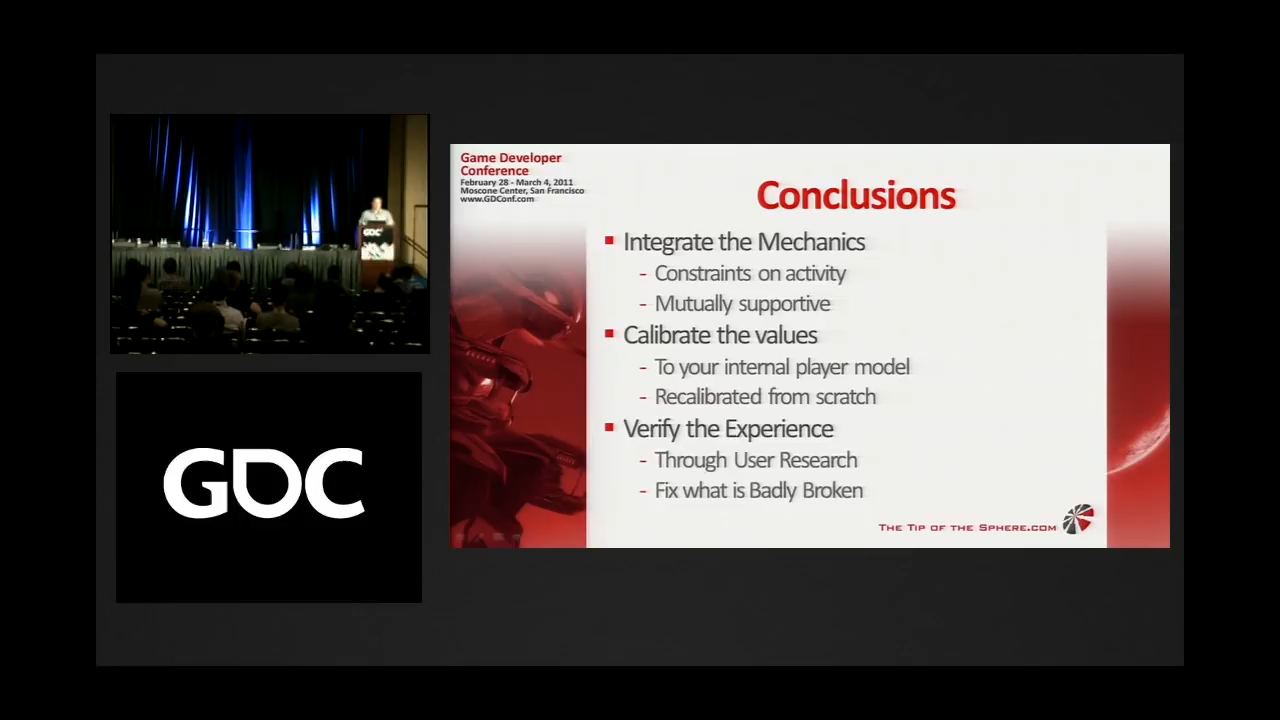 GDC
GDC
Game Developer
Conference
February 28 - March 4, 2011
Moscone Center, San Francisco
www.GDConf.com
Conclusions
Integrate the Mechanics
- Constraints on activity
- Mutually supportive
Calibrate the values
- To your internal player model
- Recalibrated from scratch
Verify the Experience
- Through User Research
- Fix what is Badly Broken
The Tip of the Sphere.com